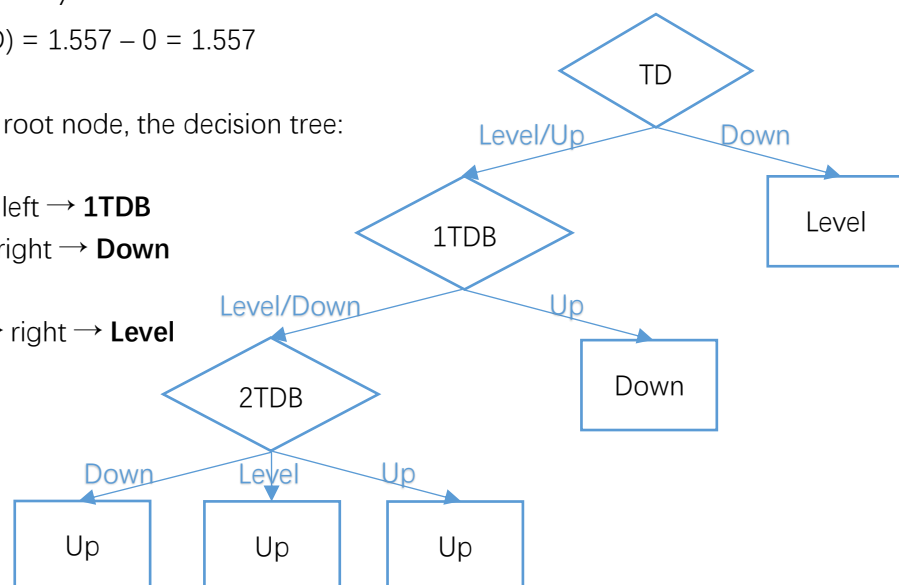 ) = 1.557 – 0 = 1.557
TD
root node, the decision tree:
Level/Up
Down
left → 1TDB
Level
1TDB
right → Down
Level/Down
Up
right → Level
Down
2TDB
Down
Level
Up
Up
Up
Up